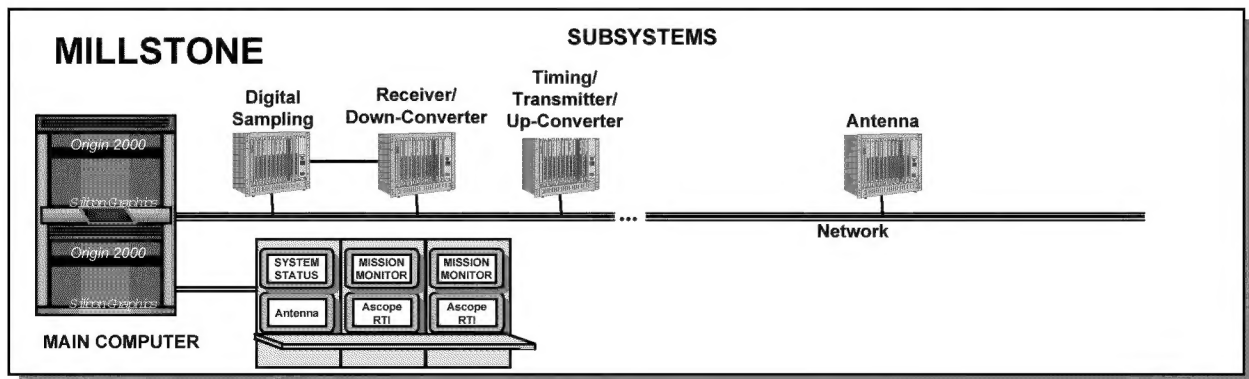 MILLSTONE
SUBSYSTEMS
Digital
Sampling
Receiver/
Down-Converter
Timing/
Transmitter/
Up-Converter
Antenna
Origin 2000
Silicon Graphics
Origin 2000
Silicon Graphics
...
Network
SYSTEM
STATUS
MISSION
MONITOR
MISSION
MONITOR
Antenna
Ascope
RTI
Ascope
RTI
MAIN COMPUTER